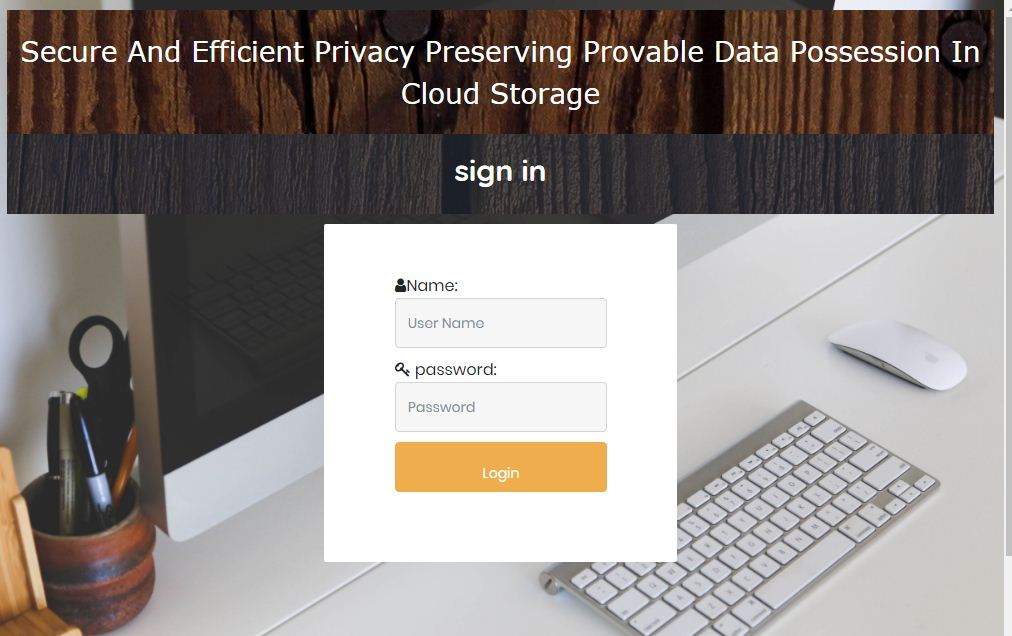 Secure And Efficient Privacy Preserving Provable Data Possession In
Cloud Storage
sign in
Name:
User Name
password:
Password
Login